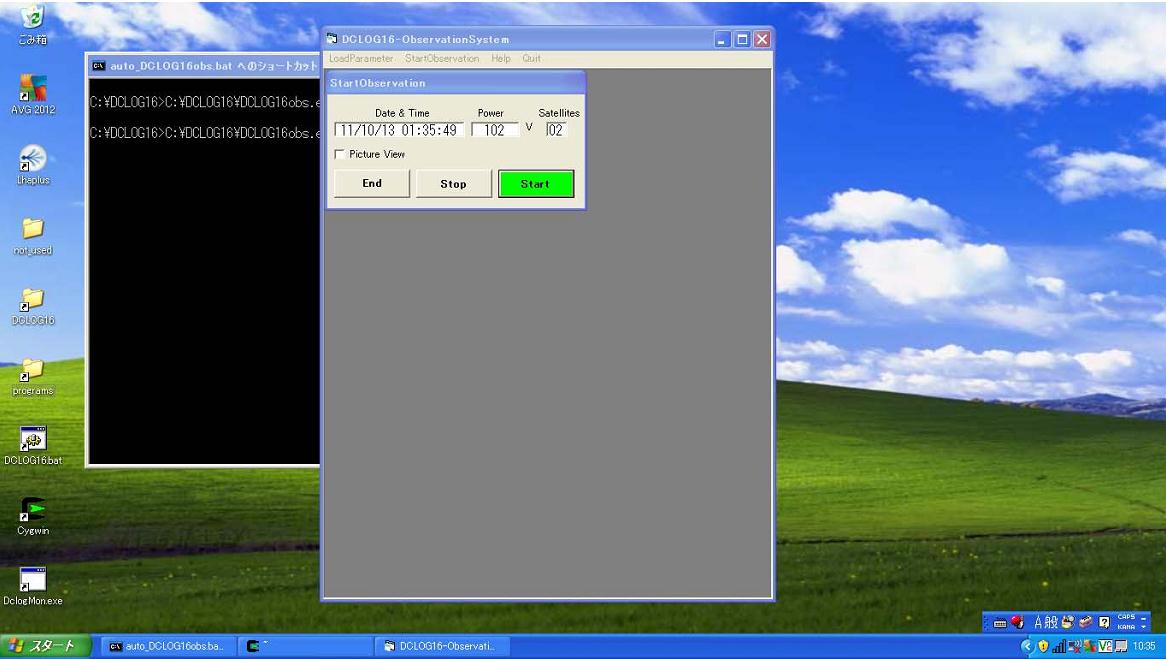 ごみ箱
AVG 2012
Lhaplus
not_used
DCLOG16
programs
DCLOG16.bat
Cygwin
DclogMon.exe
auto_DCLOG16obs.bat へのショートカット
C:¥DCLOG16>C:¥DCLOG16¥DCLOG16obs.e
C:¥DCLOG16>C:¥DCLOG16¥DCLOG16obs.e
DCLOG16-ObservationSystem
LoadParameter StartObservation Help Quit
StartObservation
Date & Time Power Satellites
11/10/13 01:35:49 102 V 02
Picture View
End Stop Start
A 般 CAPS
KANA
スタート auto_DCLOG16obs.ba... DCLOG16-Observati... 10:35